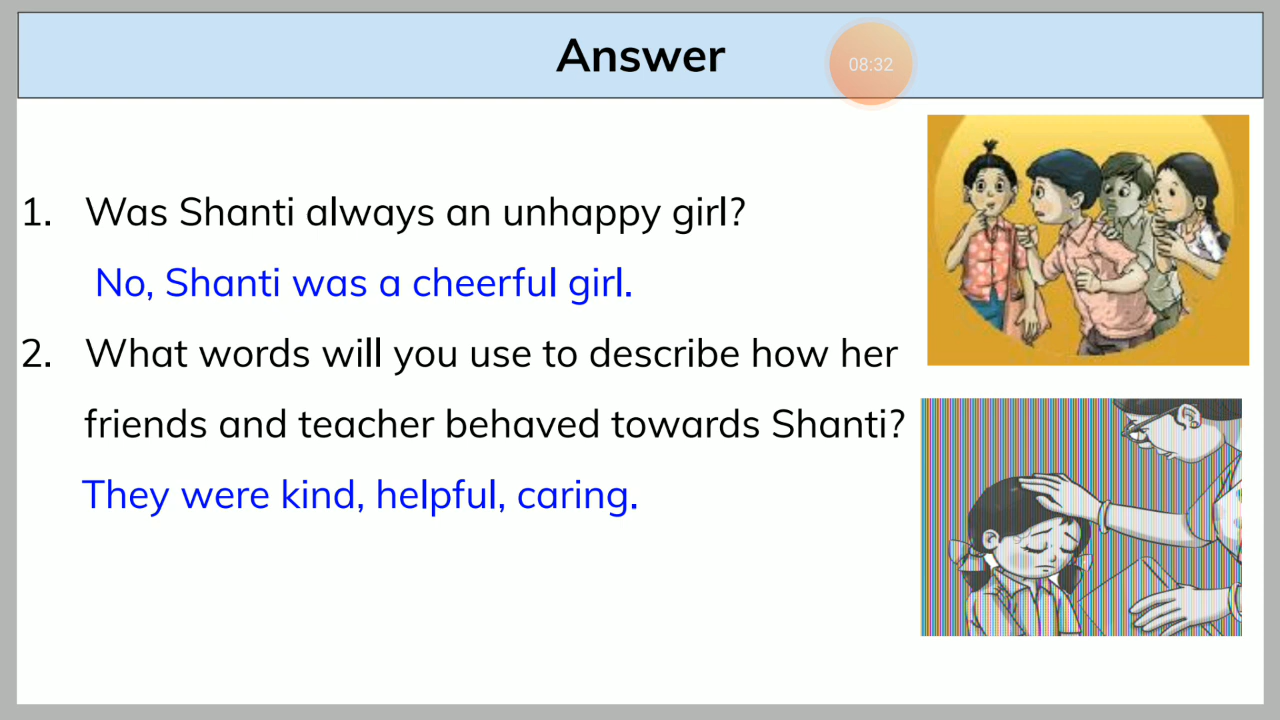 Answer
08:32
1. Was Shanti always an unhappy girl?
No, Shanti was a cheerful girl.
2. What words will you use to describe how her
friends and teacher behaved towards Shanti?
They were kind, helpful, caring.